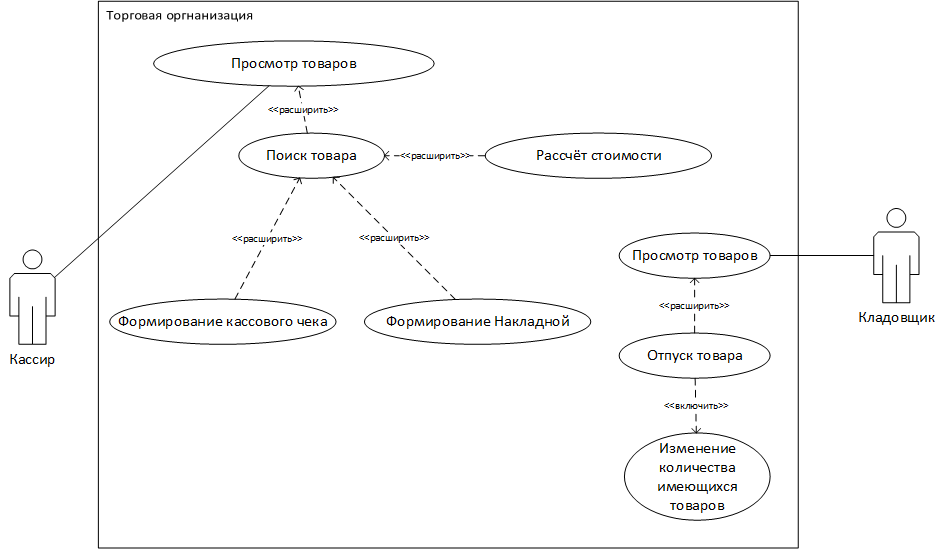 Торговая оргнанизация
Просмотр товаров
<<расширить>>
Поиск товара
<<расширить>>
Рассчёт стоимости
<<расширить>>
<<расширить>>
Формирование кассового чека
Формирование Накладной
Кассир
Просмотр товаров
Кладовщик
<<расширить>>
Отпуск товара
<<включить>>
Изменение
количества
имеющихся
товаров